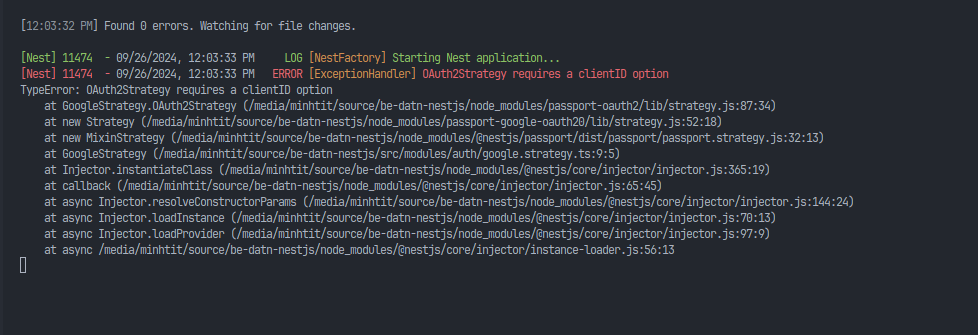 [12:03:32 PM] Found 0 errors. Watching for file changes.
[Nest] 11474  - 09/26/2024, 12:03:33 PM     LOG [NestFactory] Starting Nest application...
[Nest] 11474  - 09/26/2024, 12:03:33 PM   ERROR [ExceptionHandler] OAuth2Strategy requires a clientID option
TypeError: OAuth2Strategy requires a clientID option
    at GoogleStrategy.OAuth2Strategy (/media/minhtit/source/be-datn-nestjs/node_modules/passport-oauth2/lib/strategy.js:87:34)
    at new Strategy (/media/minhtit/source/be-datn-nestjs/node_modules/passport-google-oauth20/lib/strategy.js:52:18)
    at new MixinStrategy (/media/minhtit/source/be-datn-nestjs/node_modules/@nestjs/passport/dist/passport/passport.strategy.js:32:13)
    at GoogleStrategy (/media/minhtit/source/be-datn-nestjs/src/modules/auth/google.strategy.ts:9:5)
    at Injector.instantiateClass (/media/minhtit/source/be-datn-nestjs/node_modules/@nestjs/core/injector/injector.js:365:19)
    at callback (/media/minhtit/source/be-datn-nestjs/node_modules/@nestjs/core/injector/injector.js:65:45)
    at async Injector.resolveConstructorParams (/media/minhtit/source/be-datn-nestjs/node_modules/@nestjs/core/injector/injector.js:144:24)
    at async Injector.loadInstance (/media/minhtit/source/be-datn-nestjs/node_modules/@nestjs/core/injector/injector.js:70:13)
    at async Injector.loadProvider (/media/minhtit/source/be-datn-nestjs/node_modules/@nestjs/core/injector/injector.js:97:9)
    at async /media/minhtit/source/be-datn-nestjs/node_modules/@nestjs/core/injector/instance-loader.js:56:13